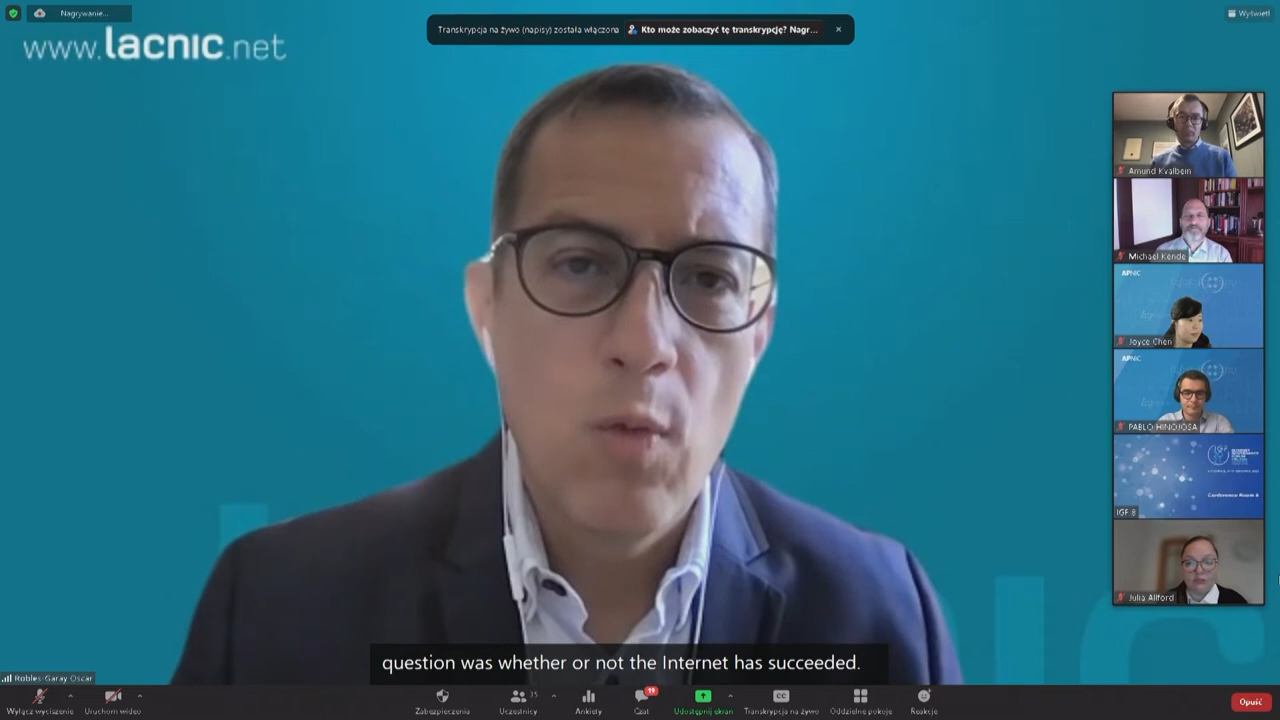 Nagrywanie...
Transkrypcja na żywo (napisy) została włączona Kto może zobaczyć tę transkrypcję? Nagr...
Wyświetl
www.lacnic.net
Amund Kvalbein
Michael Kende
APNIC
Joyce Chen
APNIC
PABLO HINOJOSA
Conference Room 8
IGF 8
Julia Allford
question was whether or not the Internet has succeeded.
Robles-Garay Oscar
Wyłącz wyciszenie
Uruchom wideo
Zabezpieczenia
Uczestnicy
Ankiety
Czat
Udostępnij ekran
CC
Transkrypcja na żywo
Oddzielne pokoje
Reakcje
Opuść